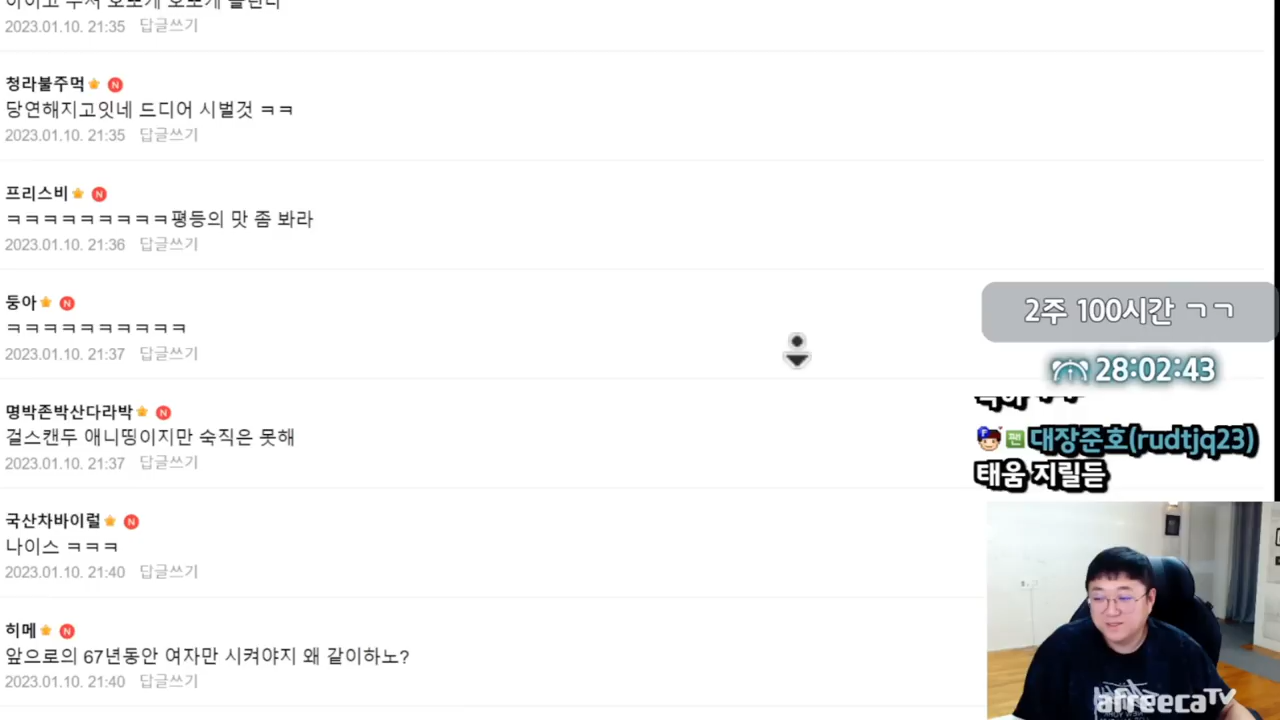 2023.01.10. 21:35 답글쓰기
청라불주먹 N
당연해지고잇네 드디어 시벌것 ㅋㅋ
2023.01.10. 21:35 답글쓰기
프리스비 N
ㅋㅋㅋㅋㅋㅋㅋㅋㅋ평등의 맛 좀 봐라
2023.01.10. 21:36 답글쓰기
둥아 N
ㅋㅋㅋㅋㅋㅋㅋㅋㅋㅋ
2023.01.10. 21:37 답글쓰기
명박존박산다라박 N
걸스캔두 애니띵이지만 숙직은 못해
2023.01.10. 21:37 답글쓰기
국산차바이럴 N
나이스 ㅋㅋㅋ
2023.01.10. 21:40 답글쓰기
히메 N
앞으로의 67년동안 여자만 시켜야지 왜 같이하노?
2023.01.10. 21:40 답글쓰기
2주 100시간 ㄱㄱ
28:02:43
팬 대장준호(rudtjq23)
태움 지릴듯
afreecaTV